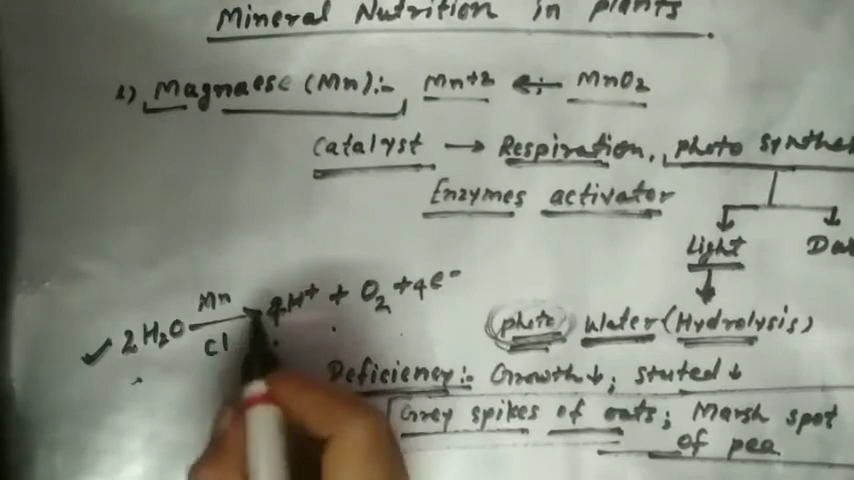 Mineral Nutrition in plants
1) Magnaese (Mn):- Mn+2 ← MnO2
Catalyst → Respiration, photo synthe
Enzymes activator
Light Da
2H2O Mn Cl → 4H+ + O2 + 4e-
photo Water (Hydrolysis)
Deficiency:- Growth↓; stuted↓
Grey spikes of oats; Marsh spot
of pea